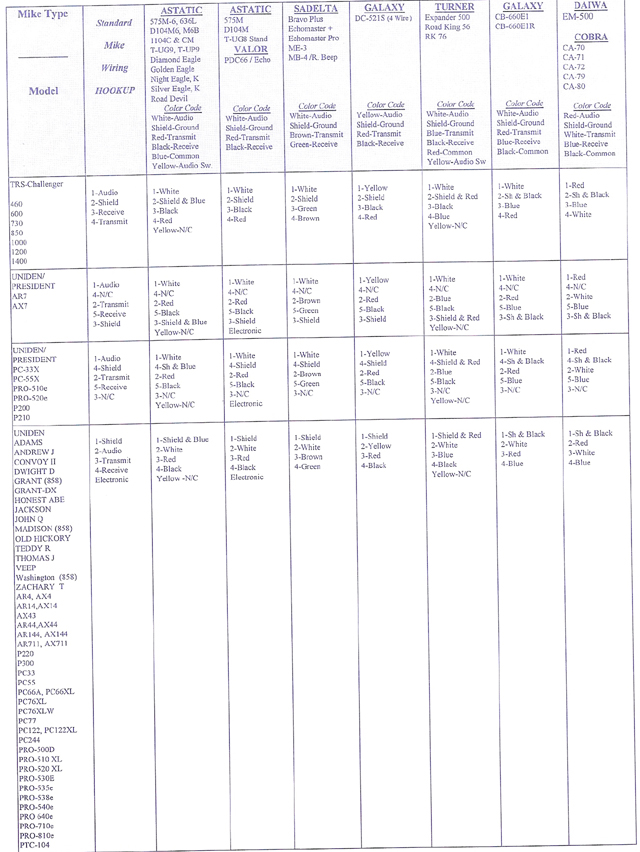 Mike Type
Model
Standard
Mike
Wiring
HOOKUP
ASTATIC
575M-6, 636L
D104M6, M6B
1104C & CM
T-UG9, T-UP9
Diamond Eagle
Golden Eagle
Night Eagle, K
Silver Eagle, K
Road Devil
Color Code
White-Audio
Shield-Ground
Red-Transmit
Black-Receive
Blue-Common
Yellow-Audio Sw.
ASTATIC
575M
D104M
T-UG8 Stand
VALOR
PDC66 / Echo
Color Code
White-Audio
Shield-Ground
Red-Transmit
Black-Receive
SADELTA
Bravo Plus
Echomaster +
Echomaster Pro
ME-3
MB-4 /R. Beep
Color Code
White-Audio
Shield-Ground
Brown-Transmit
Green-Receive
GALAXY
DC-521S (4 Wire)
Color Code
Yellow-Audio
Shield-Ground
Red-Transmit
Black-Receive
TURNER
Expander 500
Road King 56
RK 76
Color Code
White-Audio
Shield-Ground
Blue-Transmit
Black-Receive
Red-Common
Yellow-Audio Sw
GALAXY
CB-660E1
CB-660E1R
Color Code
White-Audio
Shield-Ground
Red-Transmit
Blue-Receive
Black-Common
DAIWA
EM-500
COBRA
CA-70
CA-71
CA-72
CA-79
CA-80
Color Code
Red-Audio
Shield-Ground
White-Transmit
Blue-Receive
Black-Common
TRS-Challenger
460
600
730
850
1000
1200
1400
1-Audio
2-Shield
3-Receive
4-Transmit
1-White
2-Shield & Blue
3-Black
4-Red
Yellow-N/C
1-White
2-Shield
3-Black
4-Red
1-White
2-Shield
3-Green
4-Brown
1-Yellow
2-Shield
3-Black
4-Red
1-White
2-Shield & Red
3-Black
4-Blue
Yellow-N/C
1-White
2-Sh & Black
3-Blue
4-Red
1-Red
2-Sh & Black
3-Blue
4-White
UNIDEN/
PRESIDENT
AR7
AX7
1-Audio
4-N/C
2-Transmit
5-Receive
3-Shield
1-White
4-N/C
2-Red
5-Black
3-Shield & Blue
Yellow-N/C
1-White
4-N/C
2-Red
5-Black
3-Shield
Electronic
1-White
4-N/C
2-Brown
5-Green
3-Shield
1-Yellow
4-N/C
2-Red
5-Black
3-Shield
1-White
4-N/C
2-Blue
5-Black
3-Shield & Red
Yellow-N/C
1-White
4-N/C
2-Red
5-Blue
3-Sh & Black
1-Red
4-N/C
2-White
5-Blue
3-Sh & Black
UNIDEN/
PRESIDENT
PC-33X
PC-55X
PRO-510e
PRO-520e
P200
P210
1-Audio
4-Shield
2-Transmit
5-Receive
3-N/C
1-White
4-Sh & Blue
2-Red
5-Black
3-N/C
Yellow-N/C
1-White
4-Shield
2-Red
5-Black
3-N/C
Electronic
1-White
4-Shield
2-Brown
5-Green
3-N/C
1-Yellow
4-Shield
2-Red
5-Black
3-N/C
1-White
4-Shield & Red
2-Blue
5-Black
3-N/C
Yellow-N/C
1-White
4-Sh & Black
2-Red
5-Blue
3-N/C
1-Red
4-Sh & Black
2-White
5-Blue
3-N/C
UNIDEN
ADAMS
ANDREW J
CONVOY II
DWIGHT D
GRANT (858)
GRANT-DX
HONEST ABE
JACKSON
JOHN Q
MADISON (858)
OLD HICKORY
TEDDY R
THOMAS J
VEEP
Washington (858)
ZACHARY T
AR4, AX4
AR14,AX14
AX43
AR44,AX44
AR144, AX144
AR711, AX711
P220
P300
PC33
PC55
PC66A, PC66XL
PC76XL
PC76XLW
PC77
PC122, PC122XL
PC244
PRO-500D
PRO-510 XL
PRO-520 XL
PRO-530E
PRO-535e
PRO-538e
PRO-540e
PRO 640e
PRO-710e
PRO-810e
PTC-104
1-Shield
2-Audio
3-Transmit
4-Receive
Electronic
1-Shield & Blue
2-White
3-Red
4-Black
Yellow -N/C
1-Shield
2-White
3-Red
4-Black
Electronic
1-Shield
2-White
3-Brown
4-Green
1-Shield
2-Yellow
3-Red
4-Black
1-Shield & Red
2-White
3-Blue
4-Black
Yellow-N/C
1-Sh & Black
2-White
3-Red
4-Blue
1-Sh & Black
2-Red
3-White
4-Blue